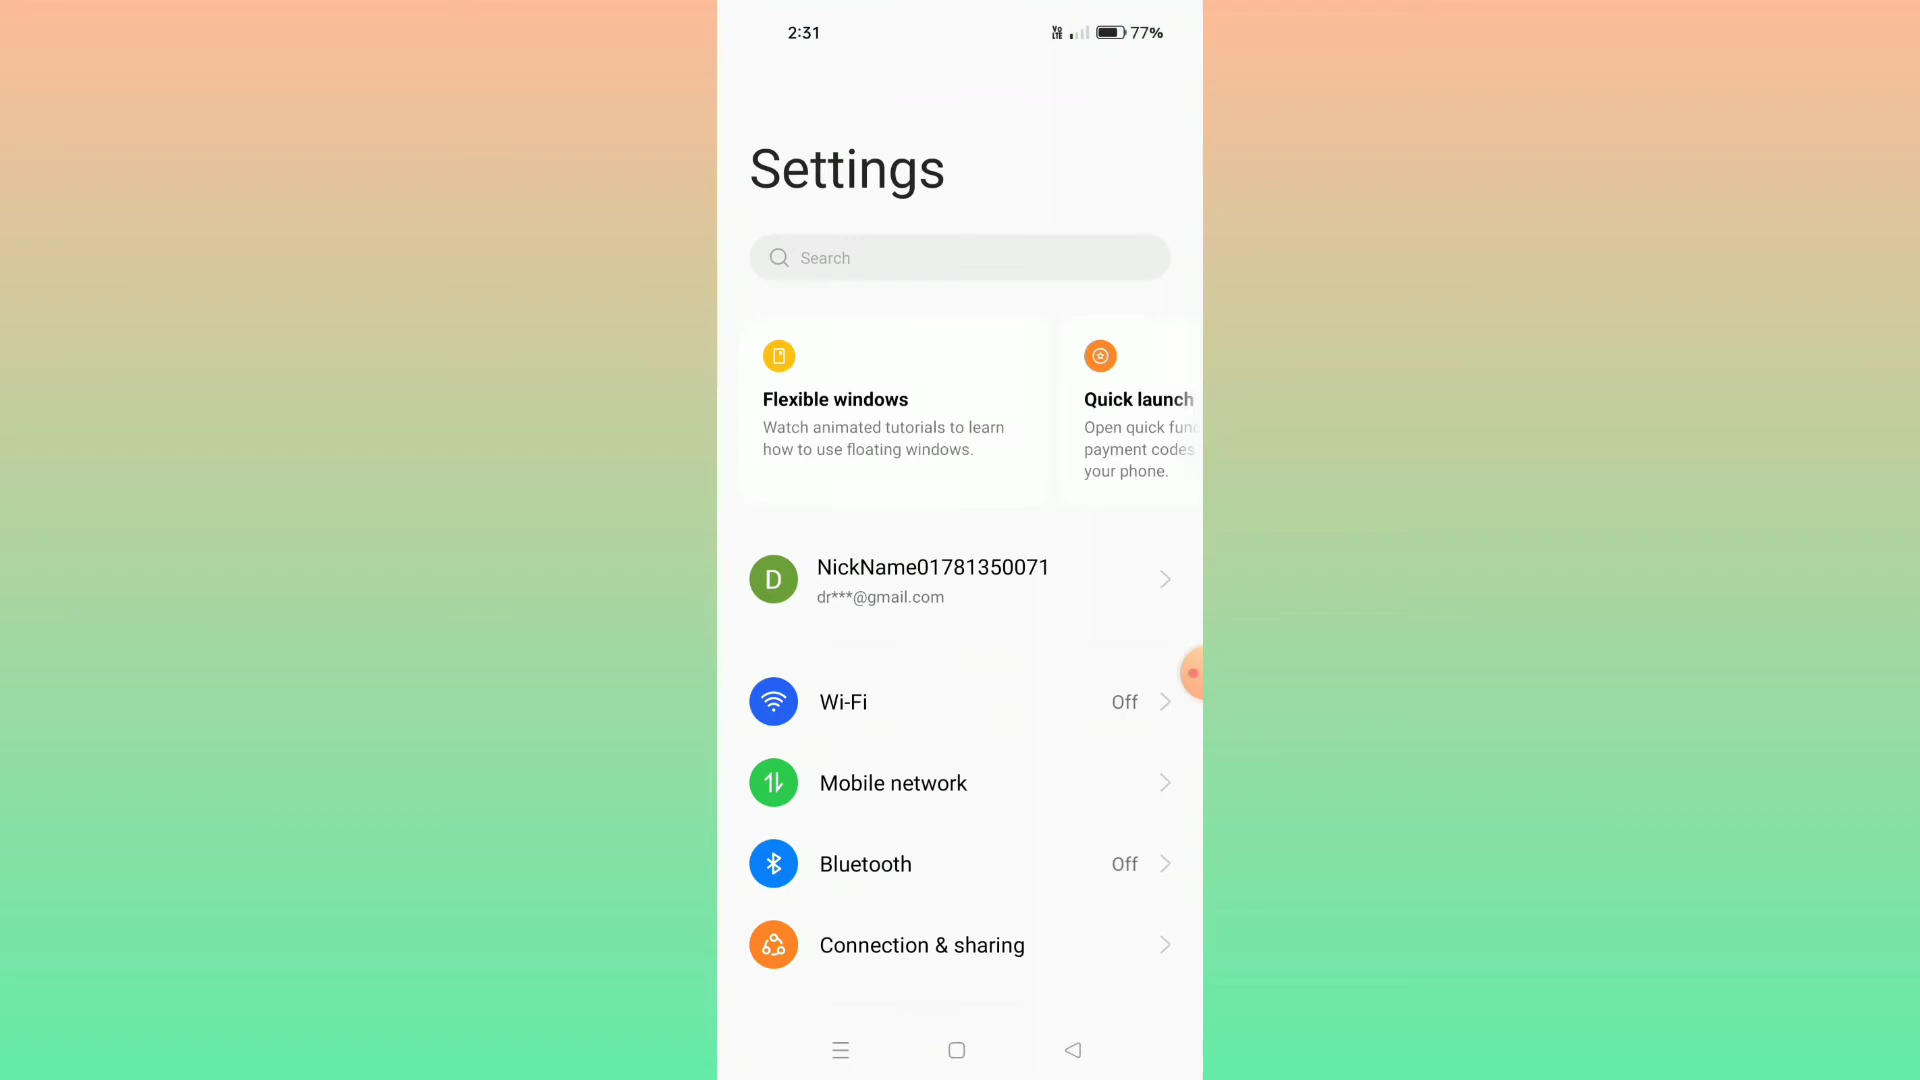 2:31
VoLTE 77%
Settings
Search
Flexible windows
Watch animated tutorials to learn
how to use floating windows.
Quick launch
Open quick func
payment codes
your phone.
D
NickName01781350071
dr***@gmail.com
Wi-Fi
Off
Mobile network
Bluetooth
Off
Connection & sharing